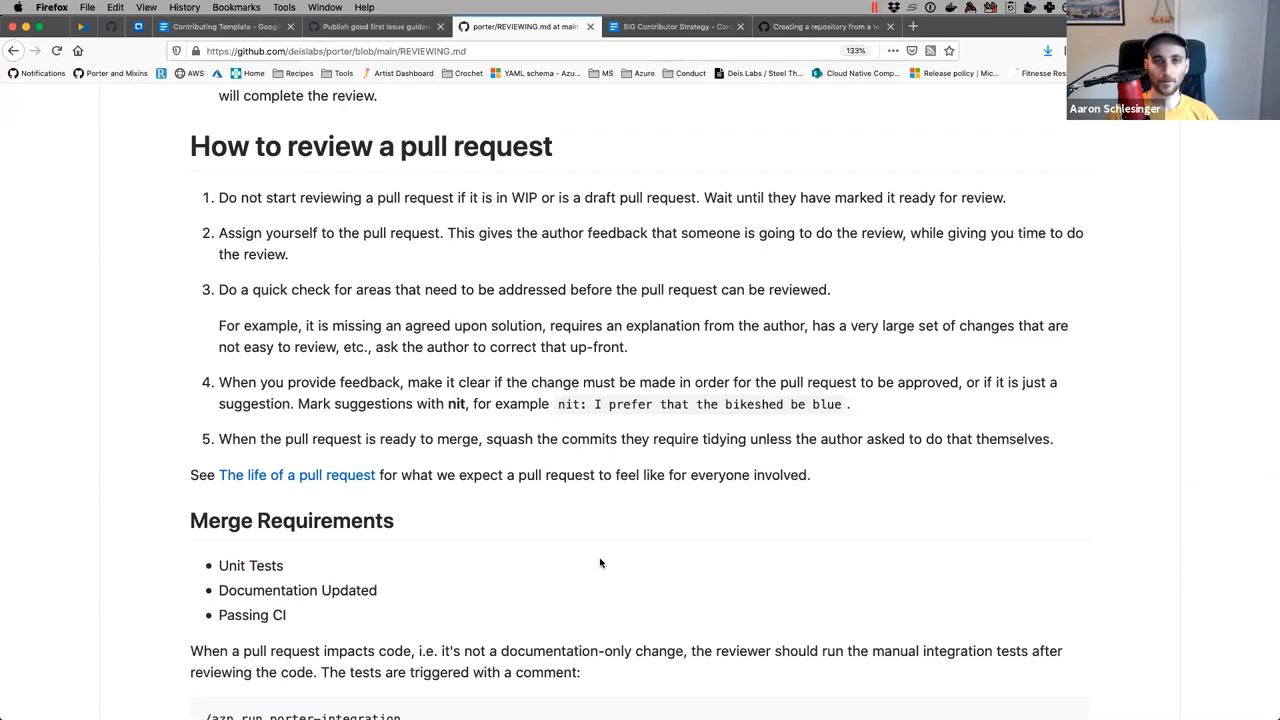 Firefox File Edit View History Bookmarks Tools Window Help
Contributing Template - Goog
Publish good first issue guidan
porter/REVIEWING.md at main
SIG Contributor Strategy - Con
Creating a repository from a te
https://github.com/deislabs/porter/blob/main/REVIEWING.md
133%
Notifications Porter and Mixins AWS Home Recipes Tools Artist Dashboard Crochet YAML schema - Azu... MS Azure Conduct Deis Labs / Steel Th... Cloud Native Comp... Release policy | Mic... Fitnesse Res
Aaron Schlesinger
will complete the review.
How to review a pull request
1. Do not start reviewing a pull request if it is in WIP or is a draft pull request. Wait until they have marked it ready for review.
2. Assign yourself to the pull request. This gives the author feedback that someone is going to do the review, while giving you time to do
the review.
3. Do a quick check for areas that need to be addressed before the pull request can be reviewed.
For example, it is missing an agreed upon solution, requires an explanation from the author, has a very large set of changes that are
not easy to review, etc., ask the author to correct that up-front.
4. When you provide feedback, make it clear if the change must be made in order for the pull request to be approved, or if it is just a
suggestion. Mark suggestions with nit, for example nit: I prefer that the bikeshed be blue .
5. When the pull request is ready to merge, squash the commits they require tidying unless the author asked to do that themselves.
See The life of a pull request for what we expect a pull request to feel like for everyone involved.
Merge Requirements
• Unit Tests
• Documentation Updated
• Passing CI
When a pull request impacts code, i.e. it's not a documentation-only change, the reviewer should run the manual integration tests after
reviewing the code. The tests are triggered with a comment:
/azp run porter-integration